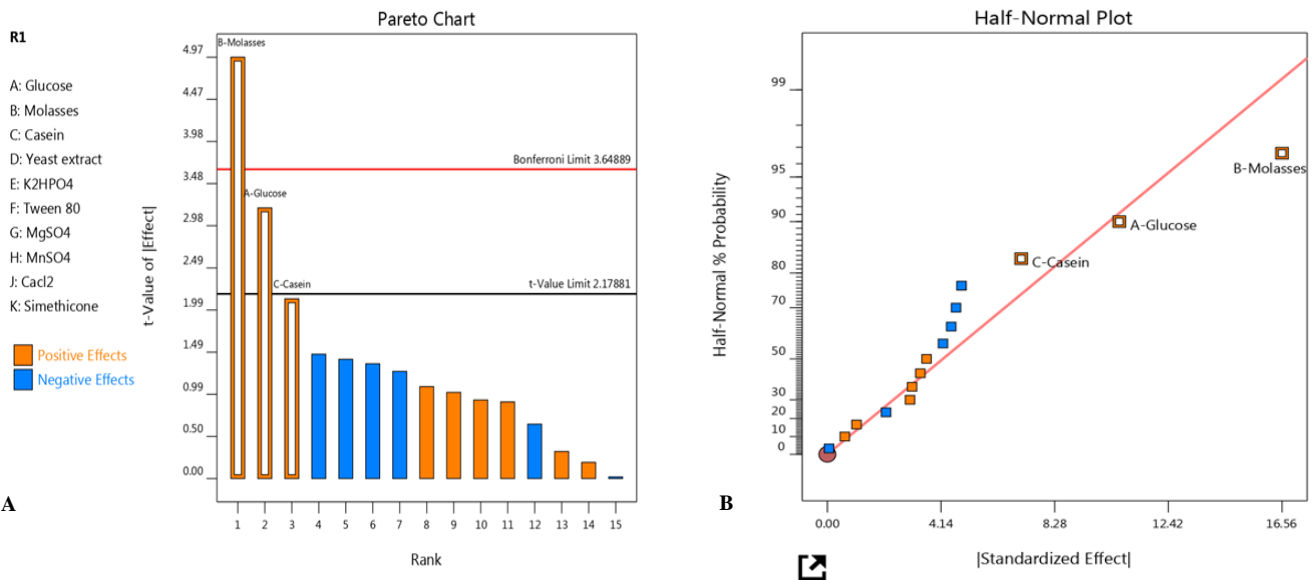 R1
A: Glucose
B: Molasses
C: Casein
D: Yeast extract
E: K2HPO4
F: Tween 80
G: MgSO4
H: MnSO4
J: Cacl2
K: Simethicone
Positive Effects
Negative Effects
A
Pareto Chart
t-Value of |Effect|
4.97
4.47
3.98
3.48
2.98
2.49
1.99
1.49
0.99
0.50
0.00
B-Molasses
Bonferroni Limit 3.64889
A-Glucose
t-Value Limit 2.17881
C-Casein
1 2 3 4 5 6 7 8 9 10 11 12 13 14 15
Rank
B
Half-Normal Plot
Half-Normal % Probability
99
95
90
80
70
50
30
20
10
0
B-Molasses
A-Glucose
C-Casein
0.00 4.14 8.28 12.42 16.56
|Standardized Effect|